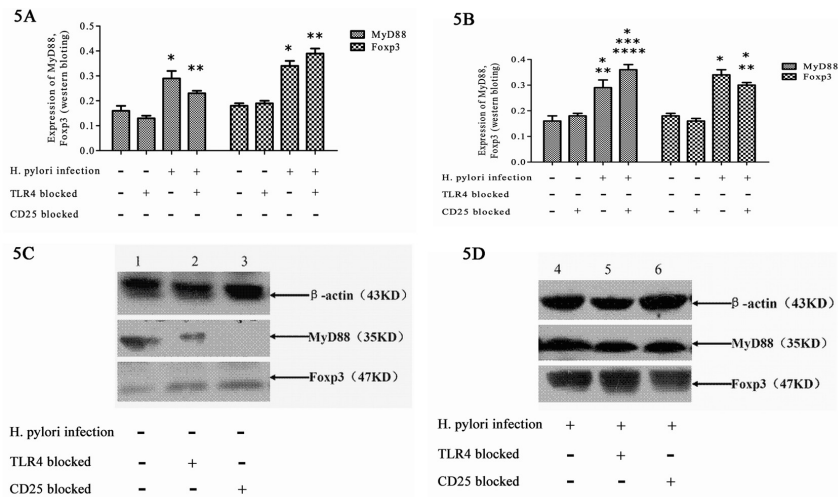 5A
Expression of MyD88,
Foxp3 (western bloting)
0.5
0.4
0.3
0.2
0.1
0.0
* ** * **
MyD88
Foxp3
H. pylori infection - - + + - - + +
TLR4 blocked - + - + - + - +
CD25 blocked - - - - - - - -
5B
Expression of MyD88,
Foxp3 (western bloting)
0.4
0.3
0.2
0.1
0.0
*
* *** * *
** **** **
MyD88
Foxp3
H. pylori infection - - + + - - + +
TLR4 blocked - - - - - - - -
CD25 blocked - + - + - + - +
5C
1 2 3
β-actin (43KD)
MyD88 (35KD)
Foxp3 (47KD)
H. pylori infection - - -
TLR4 blocked - + -
CD25 blocked - - +
5D
4 5 6
β-actin (43KD)
MyD88 (35KD)
Foxp3 (47KD)
H. pylori infection + + +
TLR4 blocked - + -
CD25 blocked - - +